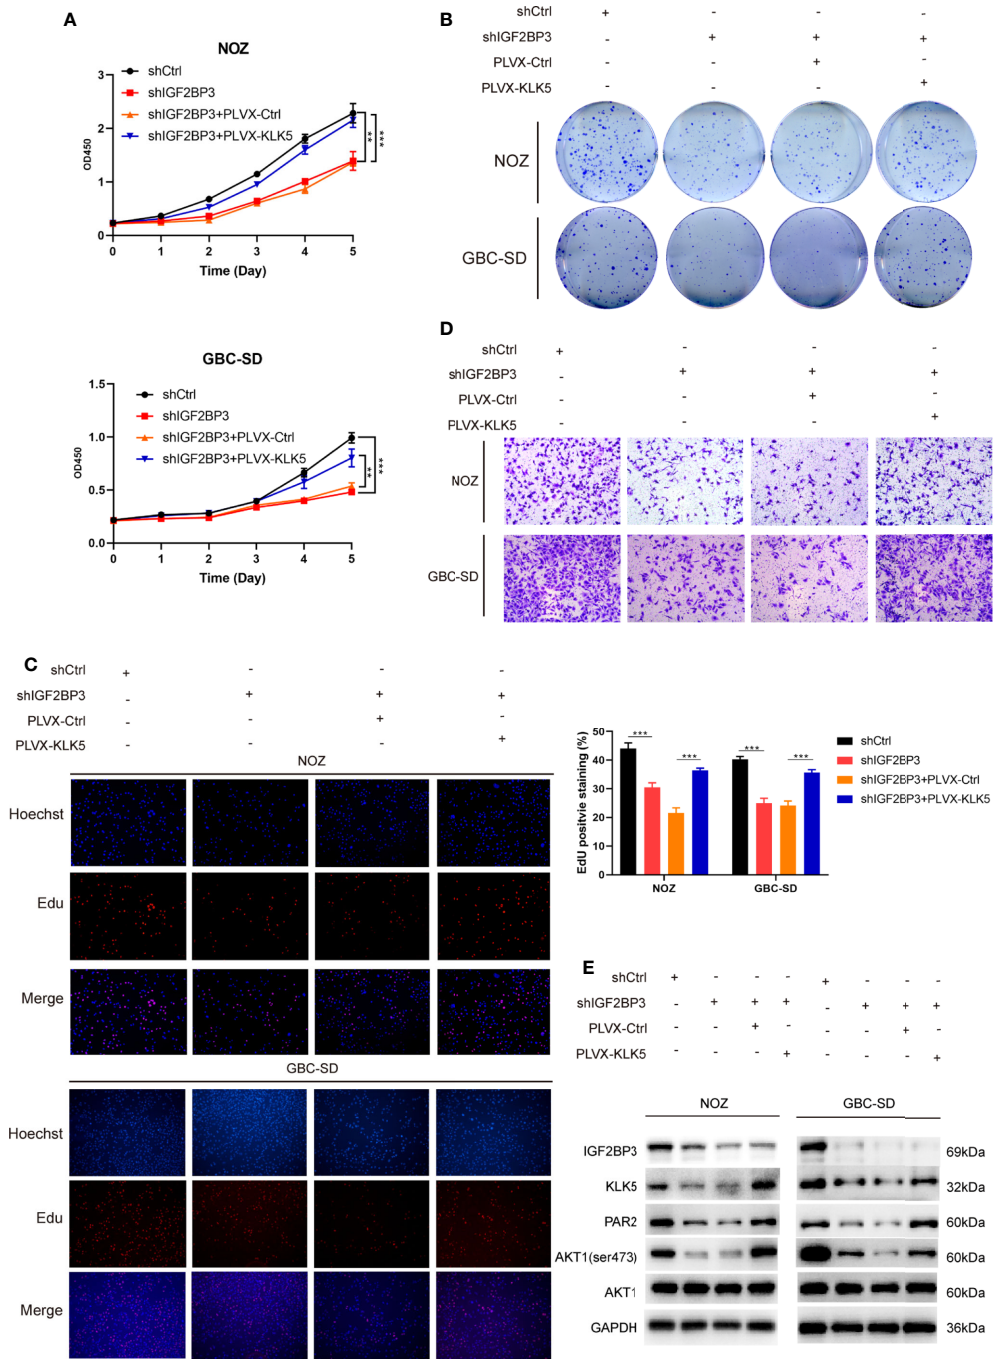 A
NOZ
shCtrl
shIGF2BP3
shIGF2BP3+PLVX-Ctrl
shIGF2BP3+PLVX-KLK5
OD450
3
2
1
0
0 1 2 3 4 5
Time (Day)
** ***
GBC-SD
shCtrl
shIGF2BP3
shIGF2BP3+PLVX-Ctrl
shIGF2BP3+PLVX-KLK5
OD450
1.5
1.0
0.5
0.0
0 1 2 3 4 5
Time (Day)
** ***
B
shCtrl + - - -
shIGF2BP3 - + + +
PLVX-Ctrl - - + -
PLVX-KLK5 - - - +
NOZ
GBC-SD
D
shCtrl + - - -
shIGF2BP3 - + + +
PLVX-Ctrl - - + -
PLVX-KLK5 - - - +
NOZ
GBC-SD
C
shCtrl + - - -
shIGF2BP3 - + + +
PLVX-Ctrl - - + -
PLVX-KLK5 - - - +
NOZ
Hoechst
Edu
Merge
GBC-SD
Hoechst
Edu
Merge
EdU positvie staining (%)
50
40
30
20
10
0
*** *** *** ***
NOZ GBC-SD
shCtrl
shIGF2BP3
shIGF2BP3+PLVX-Ctrl
shIGF2BP3+PLVX-KLK5
E
shCtrl + - - - + - - -
shIGF2BP3 - + + + - + + +
PLVX-Ctrl - - + - - - + -
PLVX-KLK5 - - - + - - - +
NOZ GBC-SD
IGF2BP3 69kDa
KLK5 32kDa
PAR2 60kDa
AKT1(ser473) 60kDa
AKT1 60kDa
GAPDH 36kDa